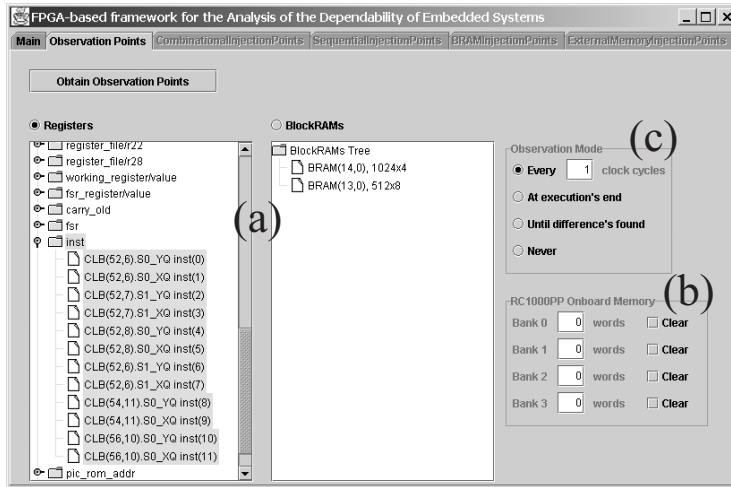 FPGA-based framework for the Analysis of the Dependability of Embedded Systems
Main Observation Points CombinationalInjectionPoints SequentialInjectionPoints BRAMInjectionPoints ExternalMemoryInjectionPoints
Obtain Observation Points
Registers
register_file/r22
register_file/r28
working_register/value
fsr_register/value
carry_old
fsr
inst
CLB(52,6).S0_YQ inst(0)
CLB(52,6).S0_XQ inst(1)
CLB(52,7).S1_YQ inst(2)
CLB(52,7).S1_XQ inst(3)
CLB(52,8).S0_YQ inst(4)
CLB(52,8).S0_XQ inst(5)
CLB(52,6).S1_YQ inst(6)
CLB(52,6).S1_XQ inst(7)
CLB(54,11).S0_YQ inst(8)
CLB(54,11).S0_XQ inst(9)
CLB(56,10).S0_YQ inst(10)
CLB(56,10).S0_XQ inst(11)
pic_rom_addr
(a)
BlockRAMs
BlockRAMs Tree
BRAM(14,0), 1024x4
BRAM(13,0), 512x8
(c)
Observation Mode
Every 1 clock cycles
At execution's end
Until difference's found
Never
(b)
RC1000PP Onboard Memory
Bank 0 0 words Clear
Bank 1 0 words Clear
Bank 2 0 words Clear
Bank 3 0 words Clear